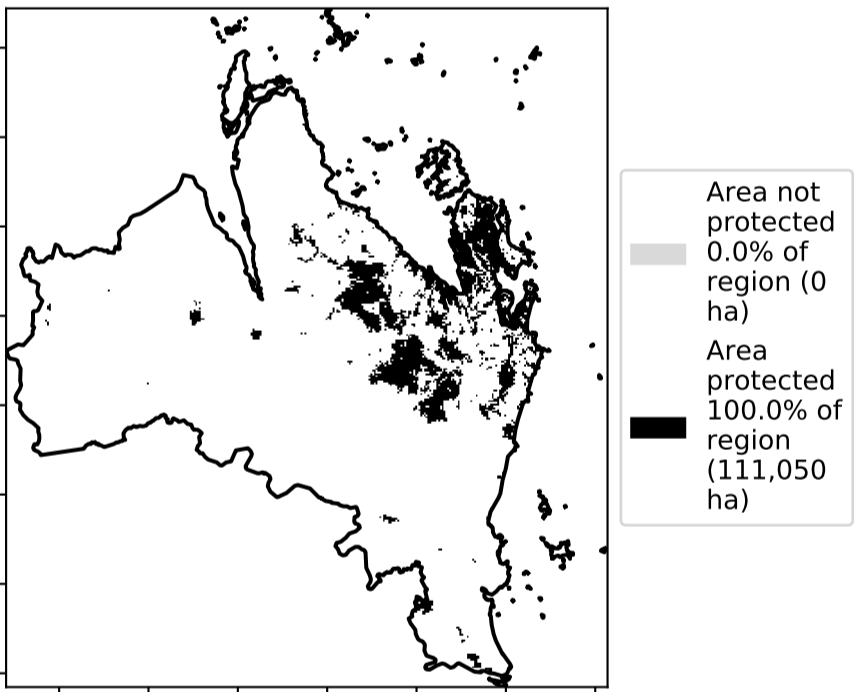 Area not
protected
0.0% of
region (0
ha)
Area
protected
100.0% of
region
(111,050
ha)